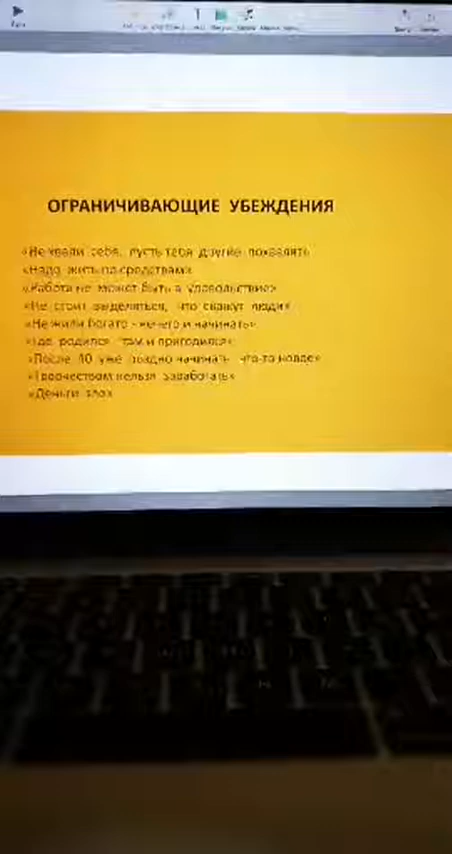 ОГРАНИЧИВАЮЩИЕ УБЕЖДЕНИЯ
«Не хвали себя, пусть тебя другие похвалят»
«Надо жить по средствам»
«Работа не может быть в удовольствие»
«Не стоит выделяться, что скажут люди»
«Не жили богато - нечего и начинать»
«Где родился там и пригодился»
«После 40 уже поздно начинать что-то новое»
«Творчеством нельзя заработать»
«Деньги зло»